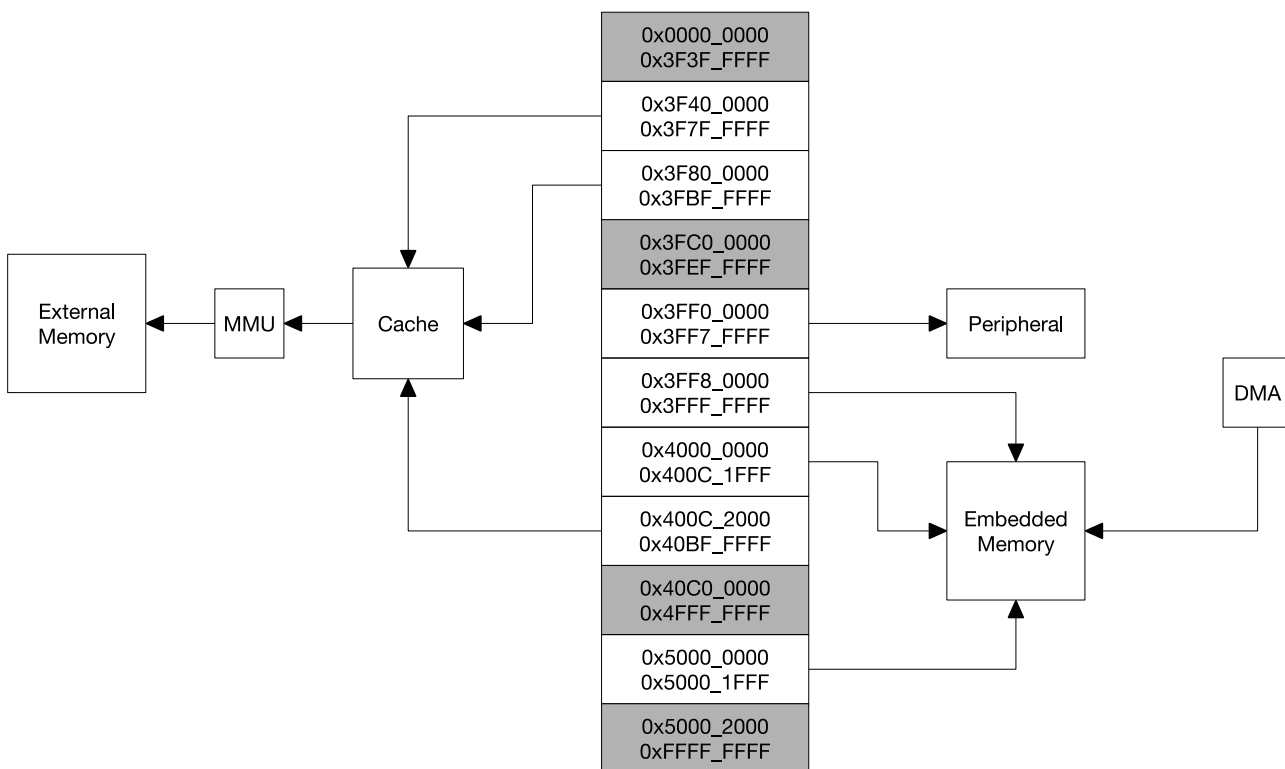 0x0000_0000
0x3F3F_FFFF
0x3F40_0000
0x3F7F_FFFF
0x3F80_0000
0x3FBF_FFFF
0x3FC0_0000
0x3FEF_FFFF
0x3FF0_0000
0x3FF7_FFFF
0x3FF8_0000
0x3FFF_FFFF
0x4000_0000
0x400C_1FFF
0x400C_2000
0x40BF_FFFF
0x40C0_0000
0x4FFF_FFFF
0x5000_0000
0x5000_1FFF
0x5000_2000
0xFFFF_FFFF
External
Memory
MMU
Cache
Peripheral
DMA
Embedded
Memory